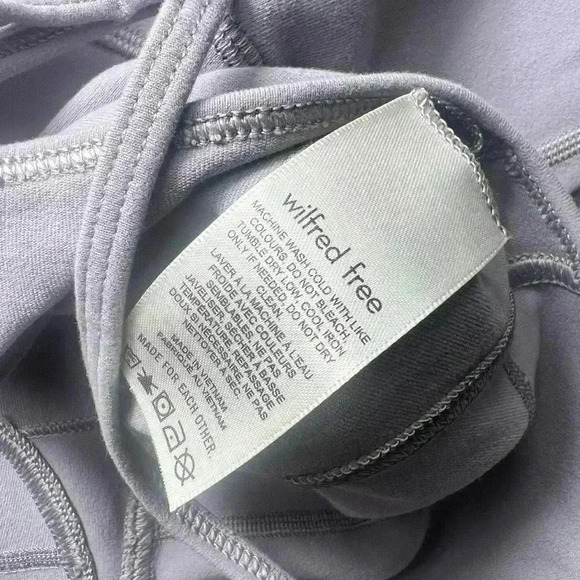 wilfred free
MACHINE WASH COLD WITH LIKE
COLOURS, DO NOT BLEACH
TUMBLE DRY LOW, COOL IRON
ONLY IF NEEDED, DO NOT DRY
CLEAN.
LAVER À LA MACHINE À L'EAU
FROIDE AVEC COULEURS
SEMBLABLES, NE PAS
JAVELISER, SÉCHER À BASSE
TEMPÉRATURE, REPASSAGE
DOUX SI NÉCESSAIRE, NE PAS
NETTOYER À SEC.
MADE IN VIETNAM
FABRIQUÉ AU VIETNAM
MADE FOR EACH OTHER.